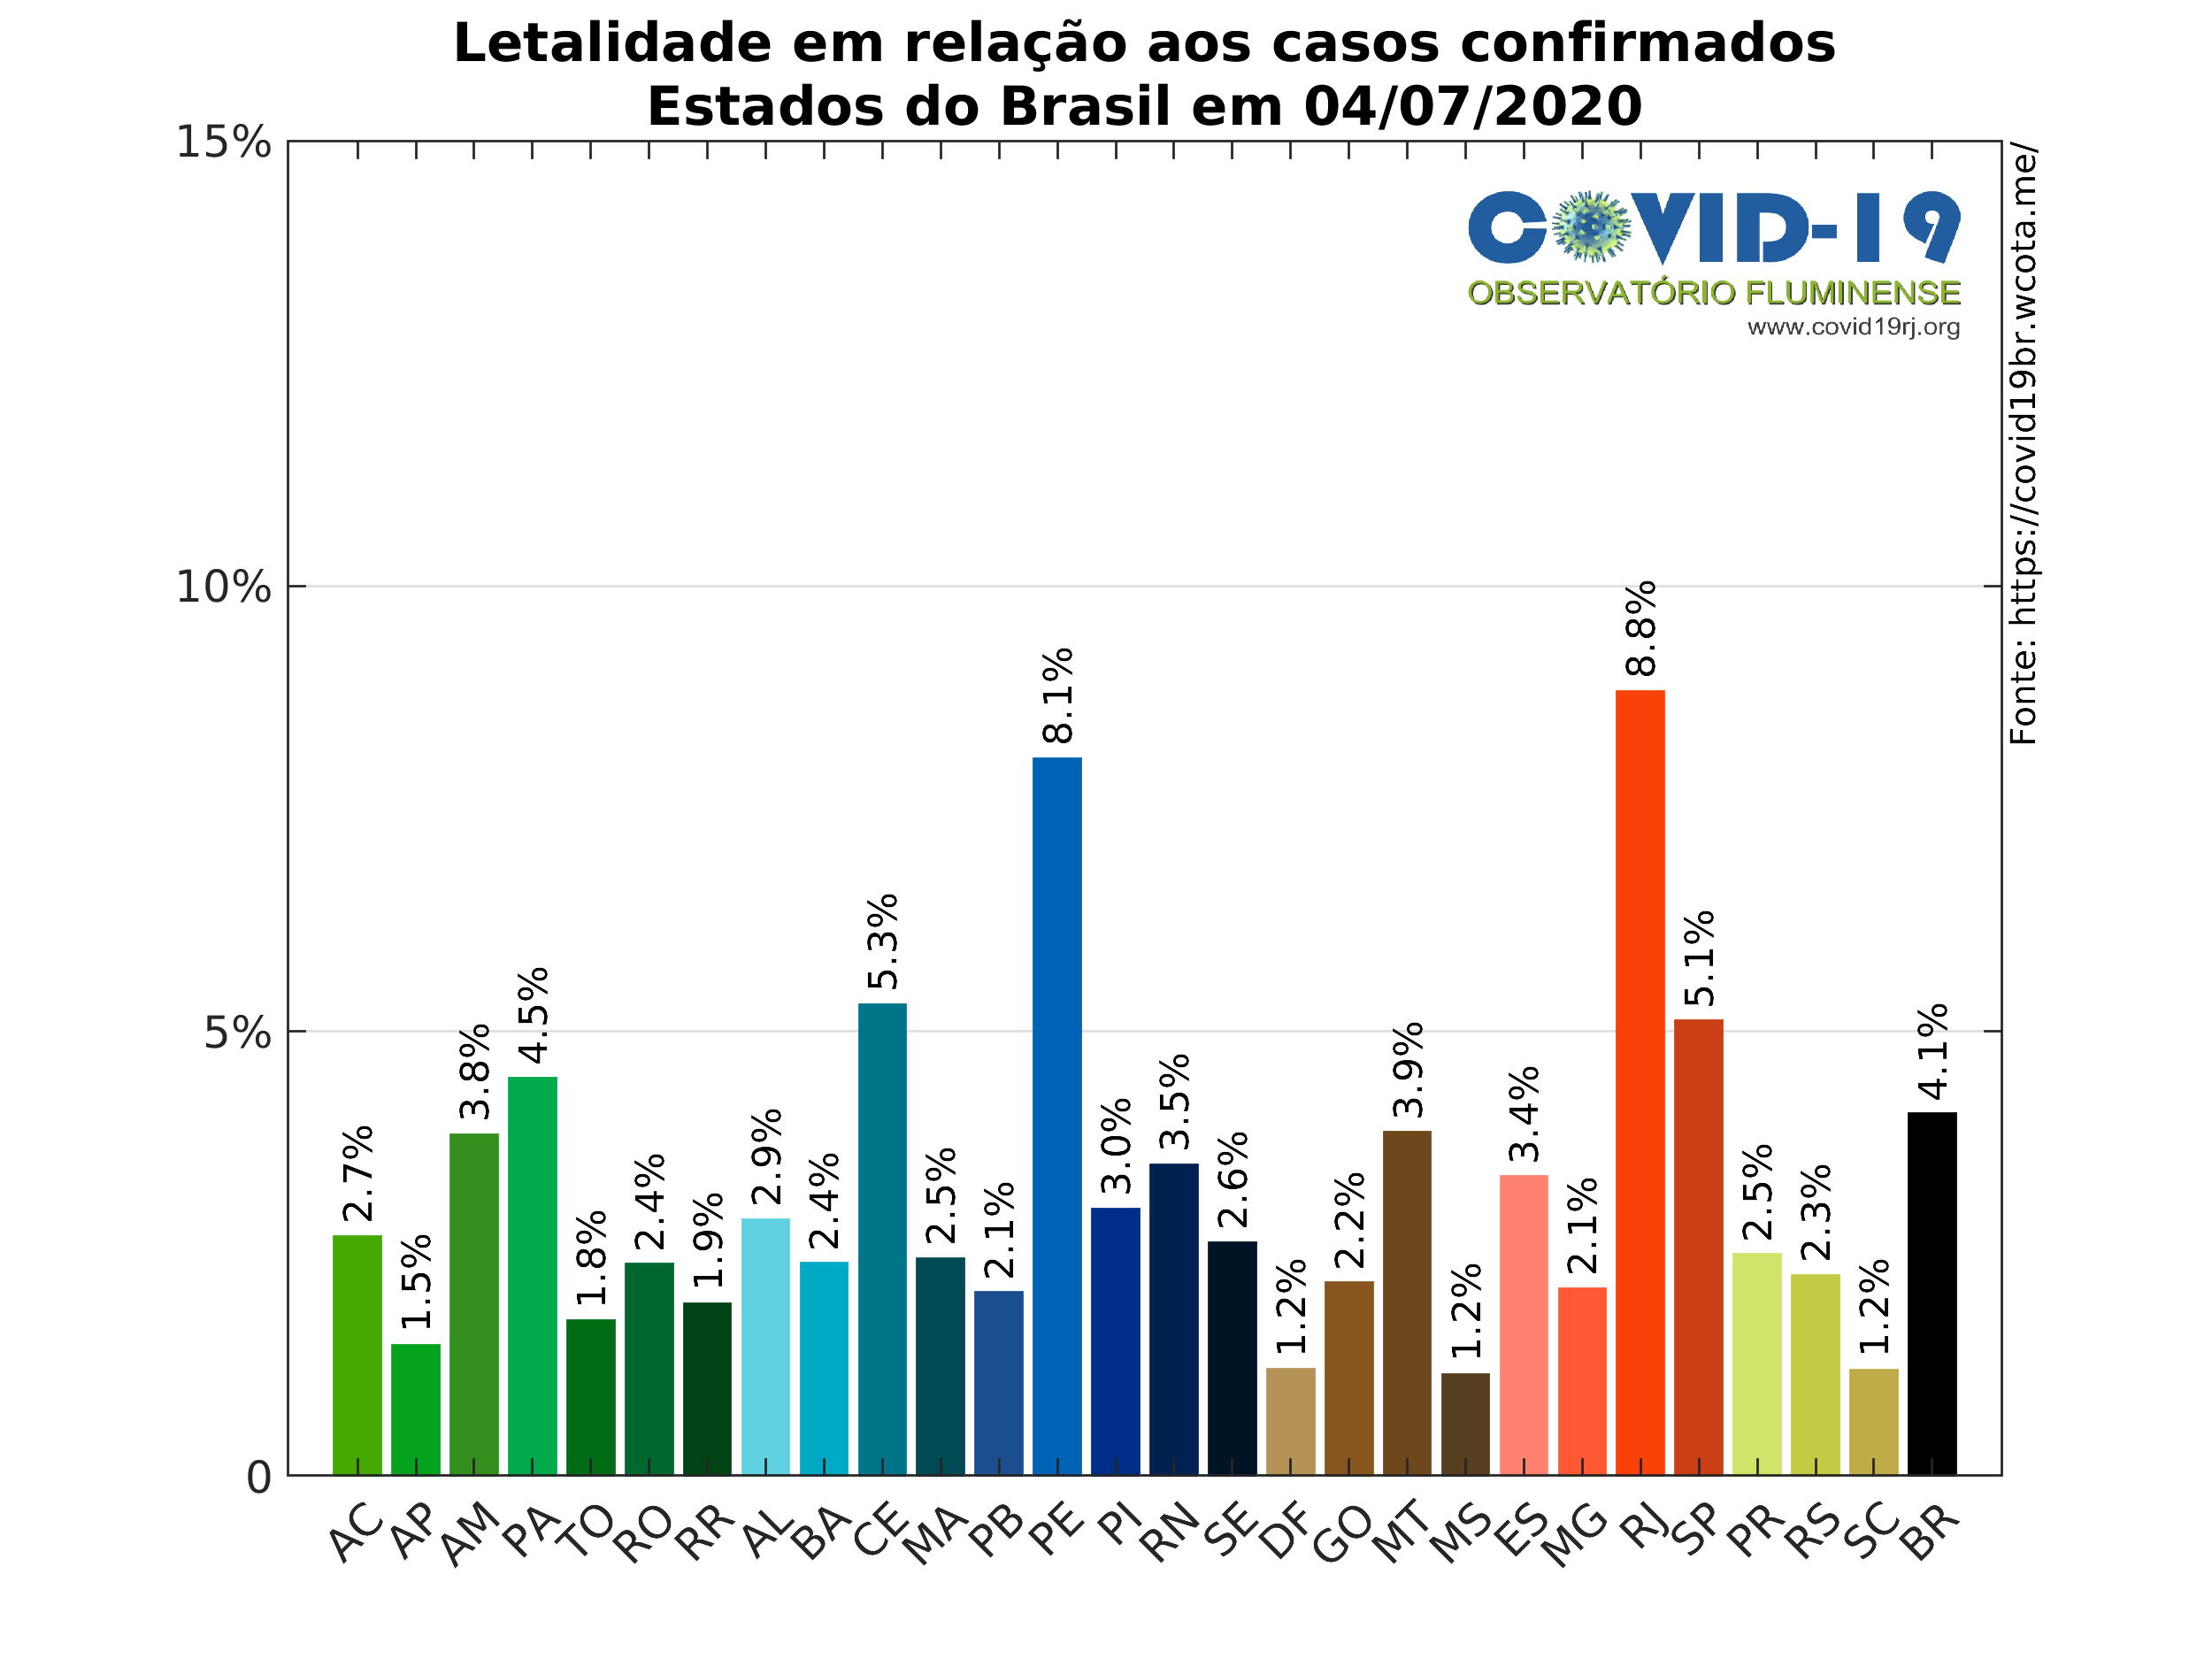 Letalidade em relação aos casos confirmados
Estados do Brasil em 04/07/2020
15%
10%
5%
0
COVID-19
OBSERVATÓRIO FLUMINENSE
www.covid19rj.org
Fonte: https://covid19br.wcota.me/
2.7%
1.5%
3.8%
4.5%
1.8%
2.4%
1.9%
2.9%
2.4%
5.3%
2.5%
2.1%
8.1%
3.0%
3.5%
2.6%
1.2%
2.2%
3.9%
1.2%
3.4%
2.1%
8.8%
5.1%
2.5%
2.3%
1.2%
4.1%
AC
AP
AM
PA
TO
RO
RR
AL
BA
CE
MA
PB
PE
PI
RN
SE
DF
GO
MT
MS
ES
MG
RJ
SP
PR
RS
SC
BR